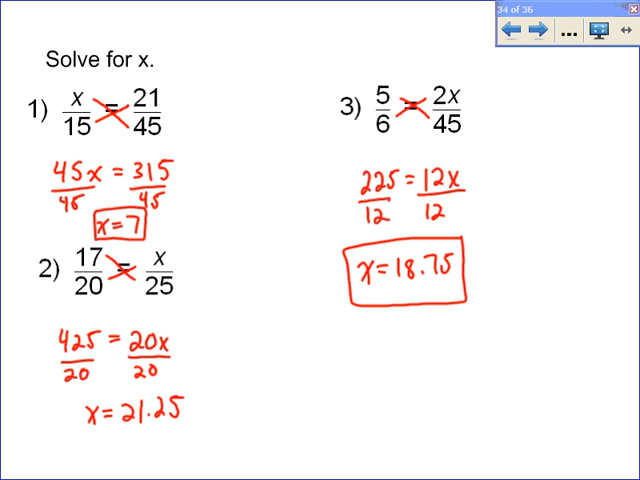 34 of 36
Solve for x.
1) x/15 = 21/45
45x/45 = 315/45
x = 7
2) 17/20 = x/25
425/20 = 20x/20
x = 21.25
3) 5/6 = 2x/45
225/12 = 12x/12
x = 18.75